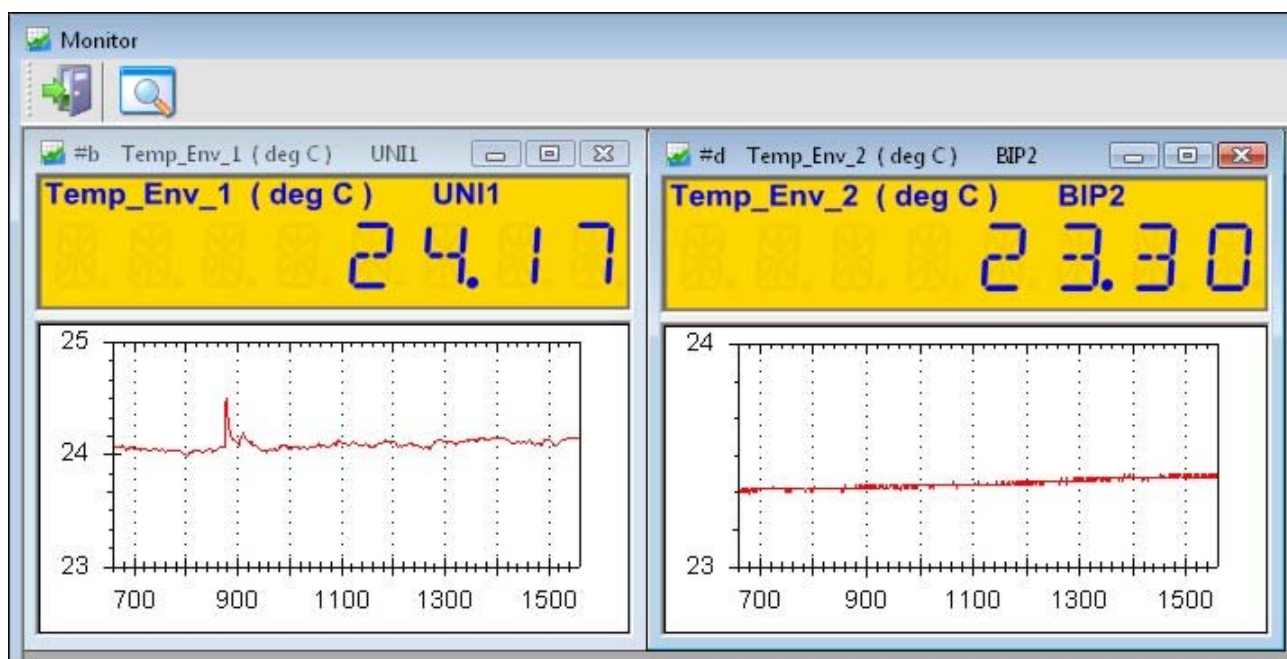 Monitor
#b Temp_Env_1 ( deg C ) UNI1
Temp_Env_1 ( deg C ) UNI1
24.17
25
24
23
700 900 1100 1300 1500
#d Temp_Env_2 ( deg C ) BIP2
Temp_Env_2 ( deg C ) BIP2
23.30
24
23
700 900 1100 1300 1500